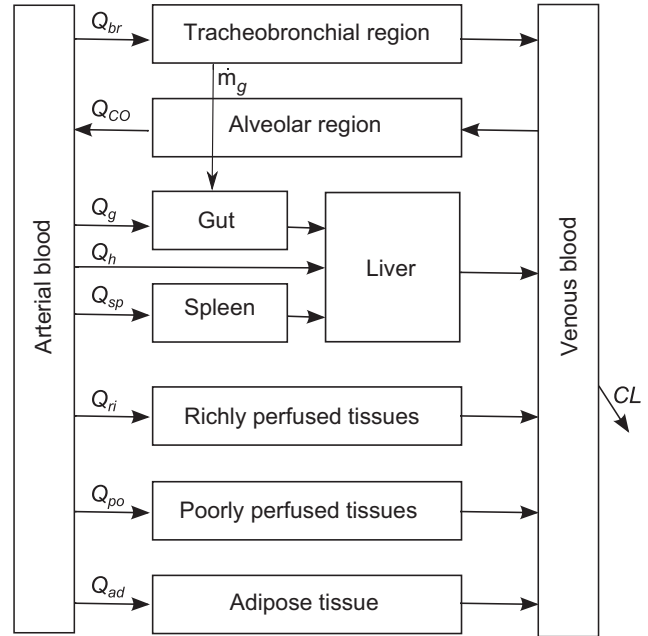 Q_br
Tracheobronchial region
ṁ_g
Q_CO
Alveolar region
Q_g
Gut
Q_h
Liver
Q_sp
Spleen
Arterial blood
Venous blood
CL
Q_ri
Richly perfused tissues
Q_po
Poorly perfused tissues
Q_ad
Adipose tissue